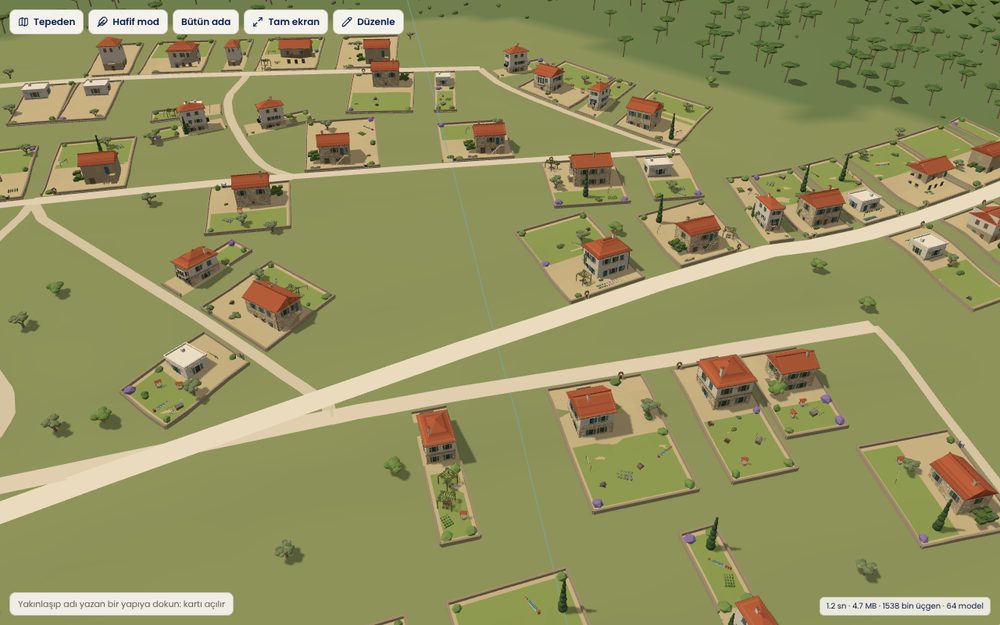 Tepeden
Hafif mod
Bütün ada
Tam ekran
Düzenle
Yakınlaşıp adı yazan bir yapıya dokun: kartı açılır
1.2 sn · 4.7 MB · 1538 bin üçgen · 64 model